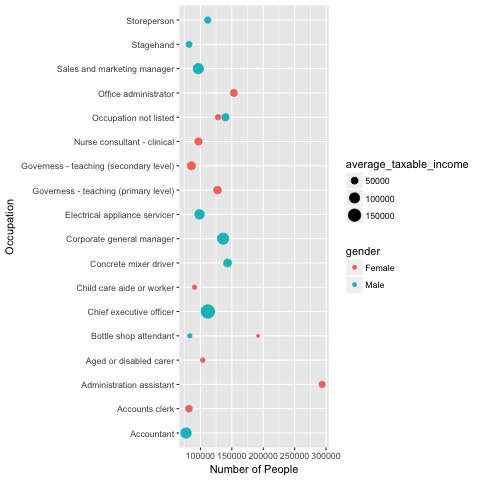 Storeperson
Stagehand
Sales and marketing manager
Office administrator
Occupation not listed
Nurse consultant - clinical
Governess - teaching (secondary level)
Governess - teaching (primary level)
Electrical appliance servicer
Corporate general manager
Concrete mixer driver
Child care aide or worker
Chief executive officer
Bottle shop attendant
Aged or disabled carer
Administration assistant
Accounts clerk
Accountant
Occupation
100000 150000 200000 250000 300000
Number of People
average_taxable_income
50000
100000
150000
gender
Female
Male